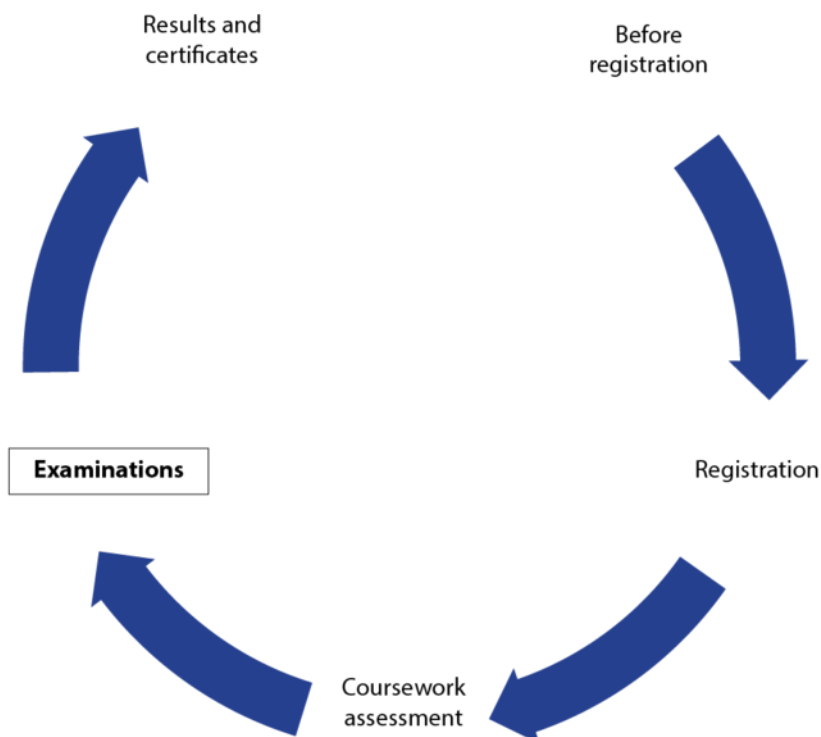 Results and
certificates
Before
registration
Examinations
Registration
Coursework
assessment